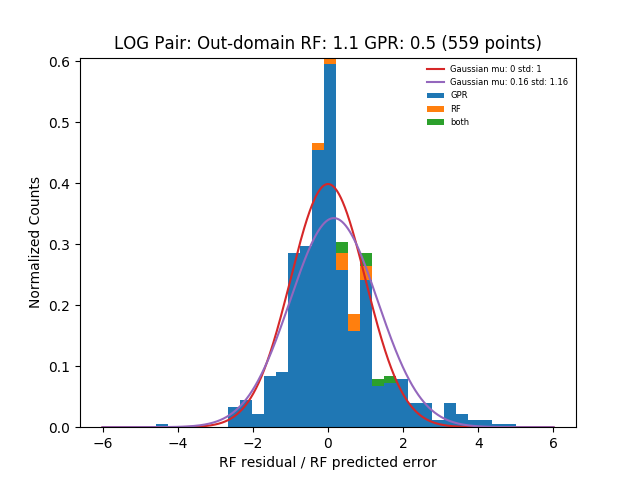 LOG Pair: Out-domain RF: 1.1 GPR: 0.5 (559 points)
Gaussian mu: 0 std: 1
Gaussian mu: 0.16 std: 1.16
GPR
RF
both
Normalized Counts
0.6
0.5
0.4
0.3
0.2
0.1
0.0
−6 −4 −2 0 2 4 6
RF residual / RF predicted error